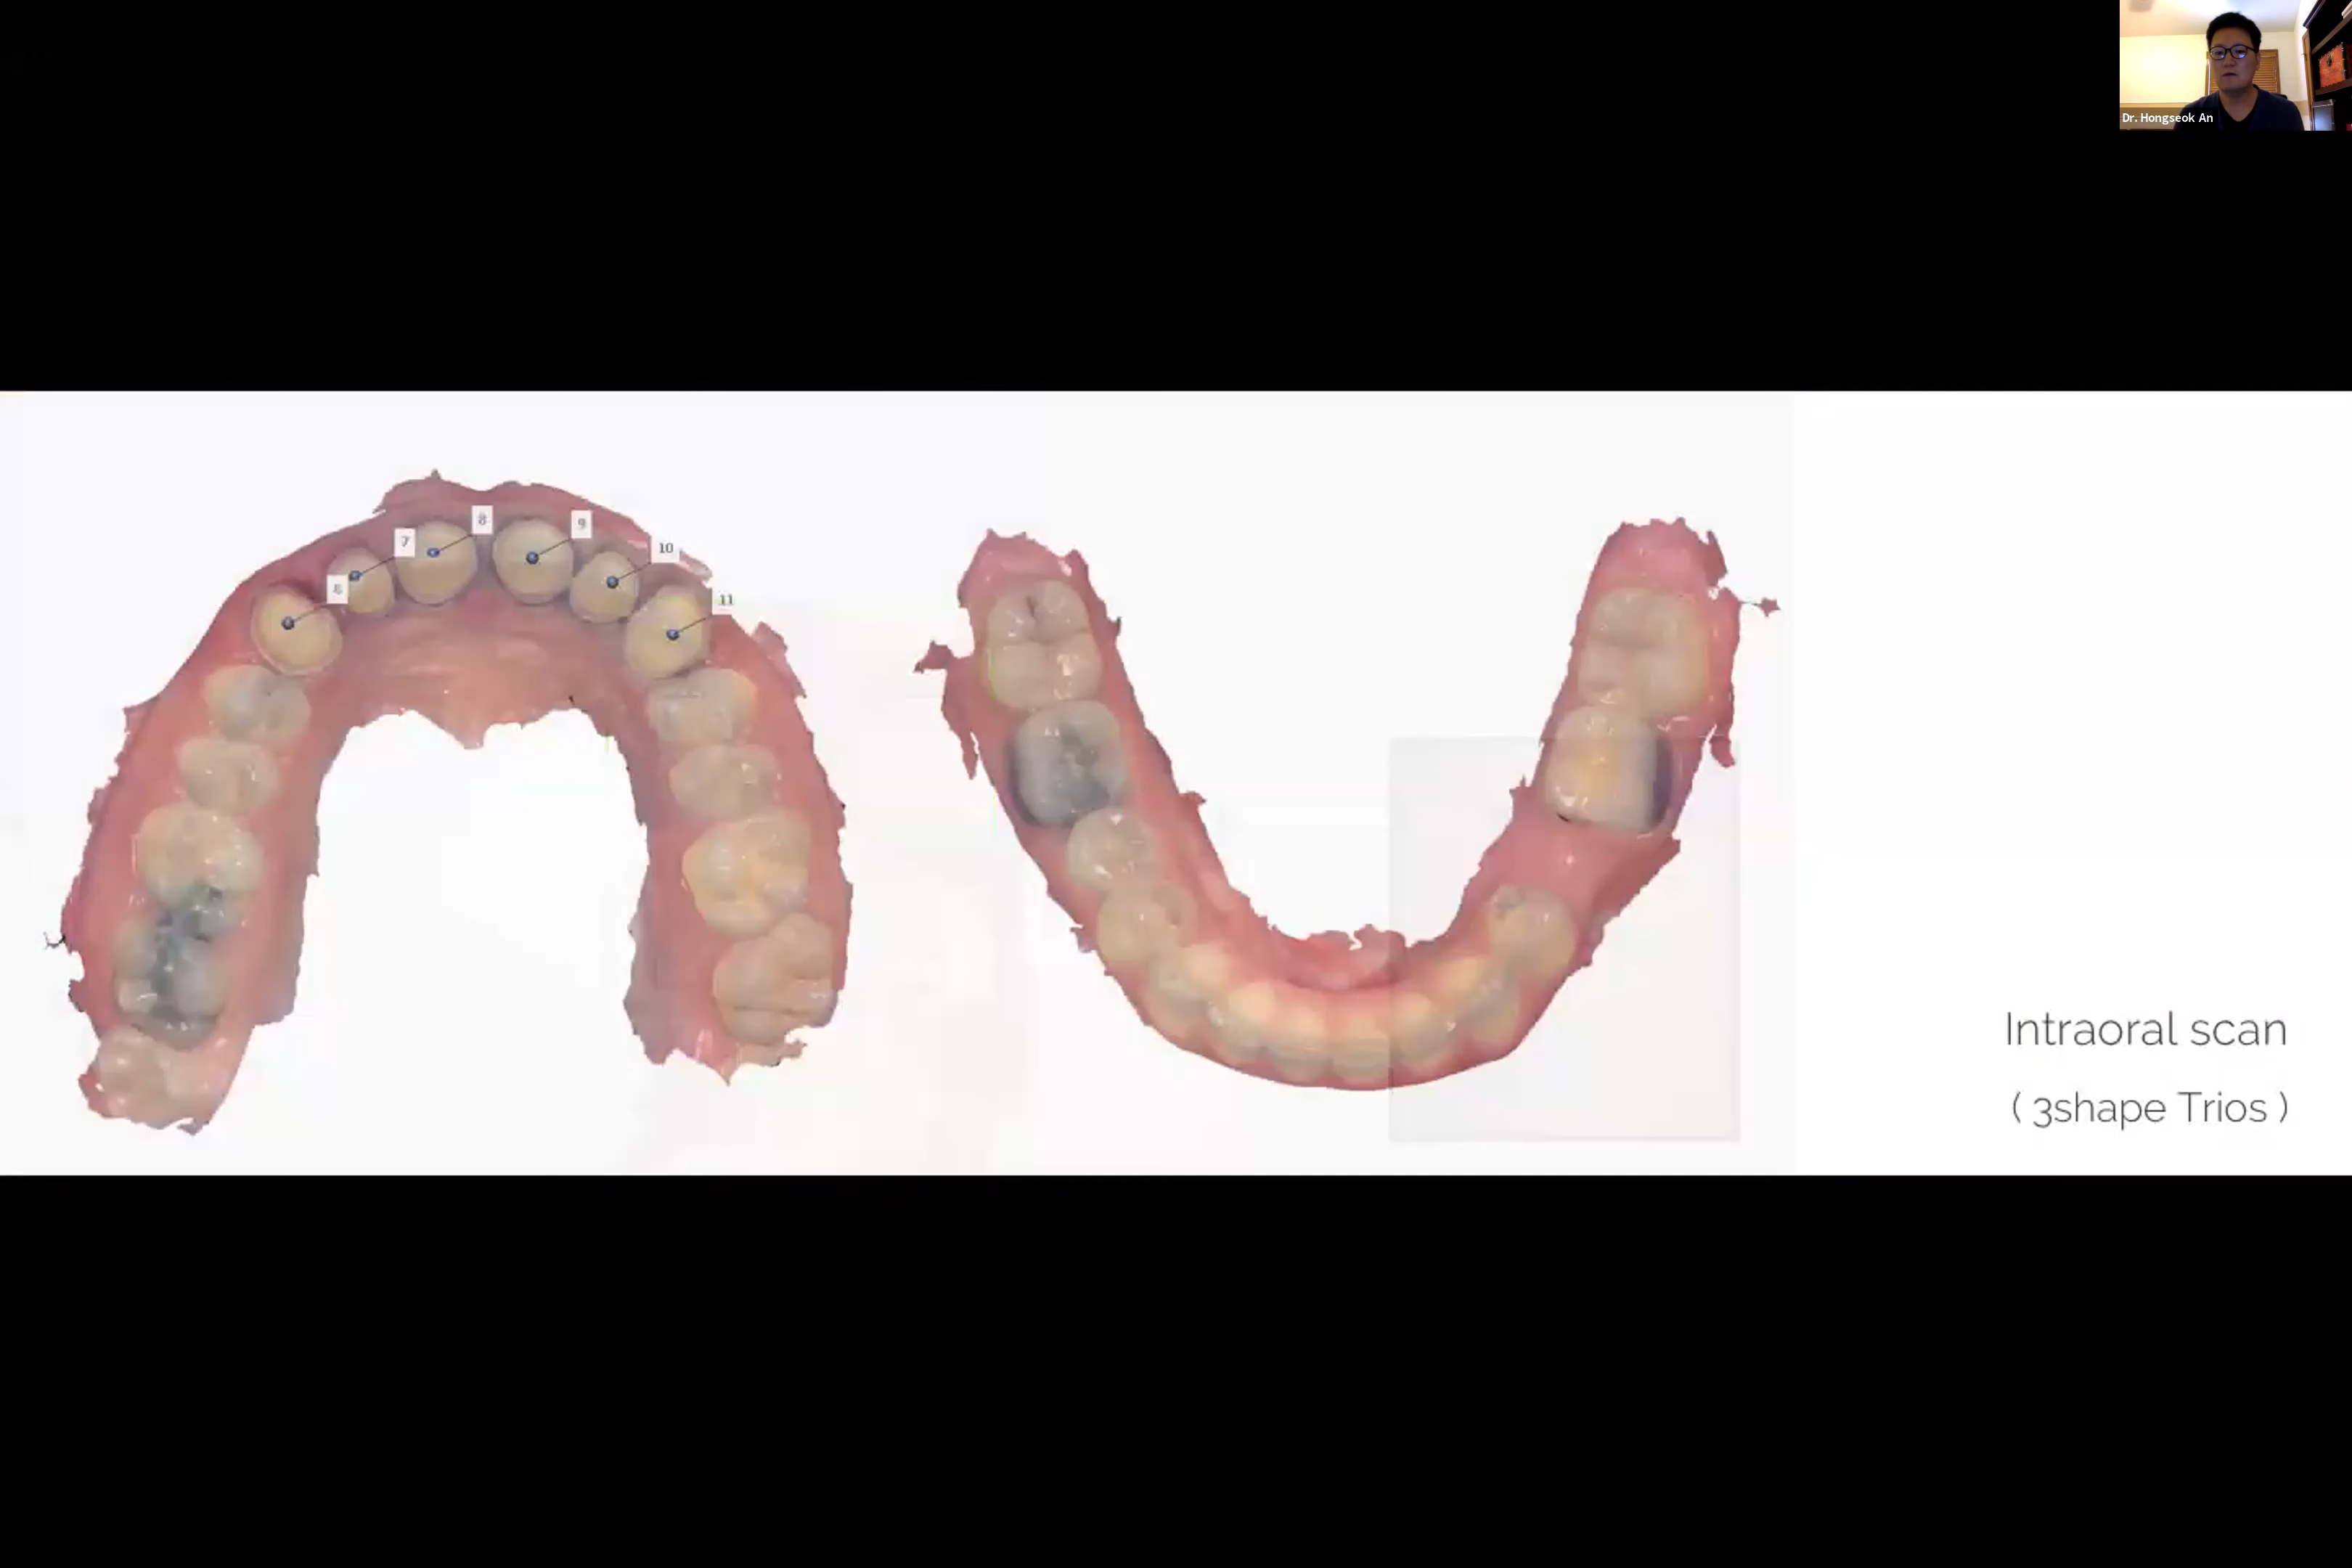 Dr. Hongseok An
8
9
7
10
6
11
Intraoral scan
( 3shape Trios )